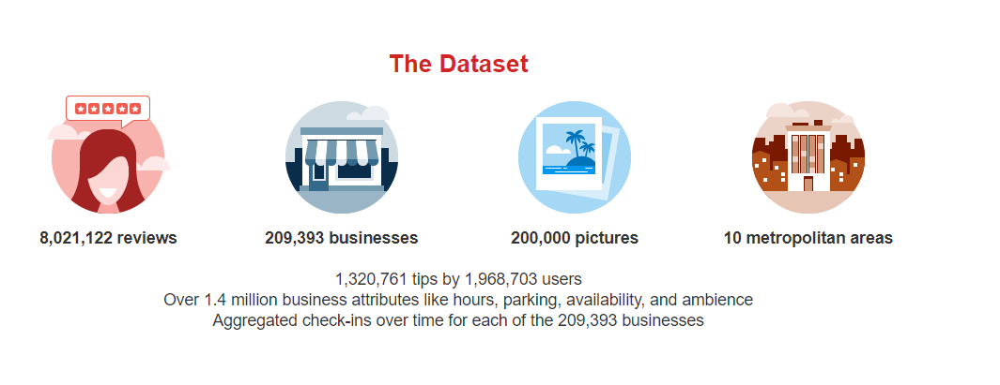 The Dataset
8,021,122 reviews
209,393 businesses
200,000 pictures
10 metropolitan areas
1,320,761 tips by 1,968,703 users
Over 1.4 million business attributes like hours, parking, availability, and ambience
Aggregated check-ins over time for each of the 209,393 businesses